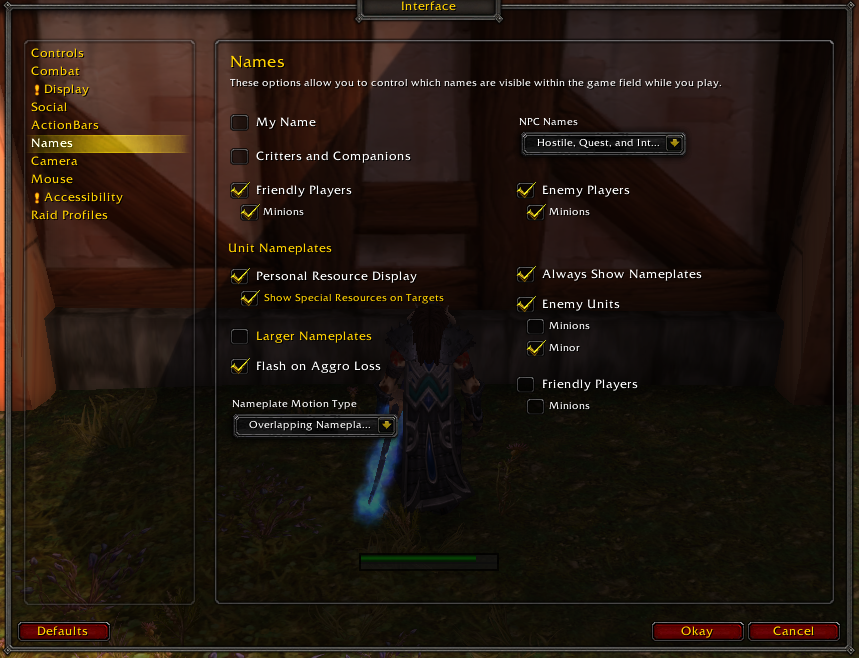 Interface
Controls
Combat
! Display
Social
ActionBars
Names
Camera
Mouse
! Accessibility
Raid Profiles
Names
These options allow you to control which names are visible within the game field while you play.
My Name
NPC Names
Hostile, Quest, and Int...
Critters and Companions
Friendly Players
Enemy Players
Minions
Minions
Unit Nameplates
Personal Resource Display
Always Show Nameplates
Show Special Resources on Targets
Enemy Units
Minions
Larger Nameplates
Minor
Flash on Aggro Loss
Friendly Players
Nameplate Motion Type
Minions
Overlapping Namepla...
Defaults
Okay
Cancel